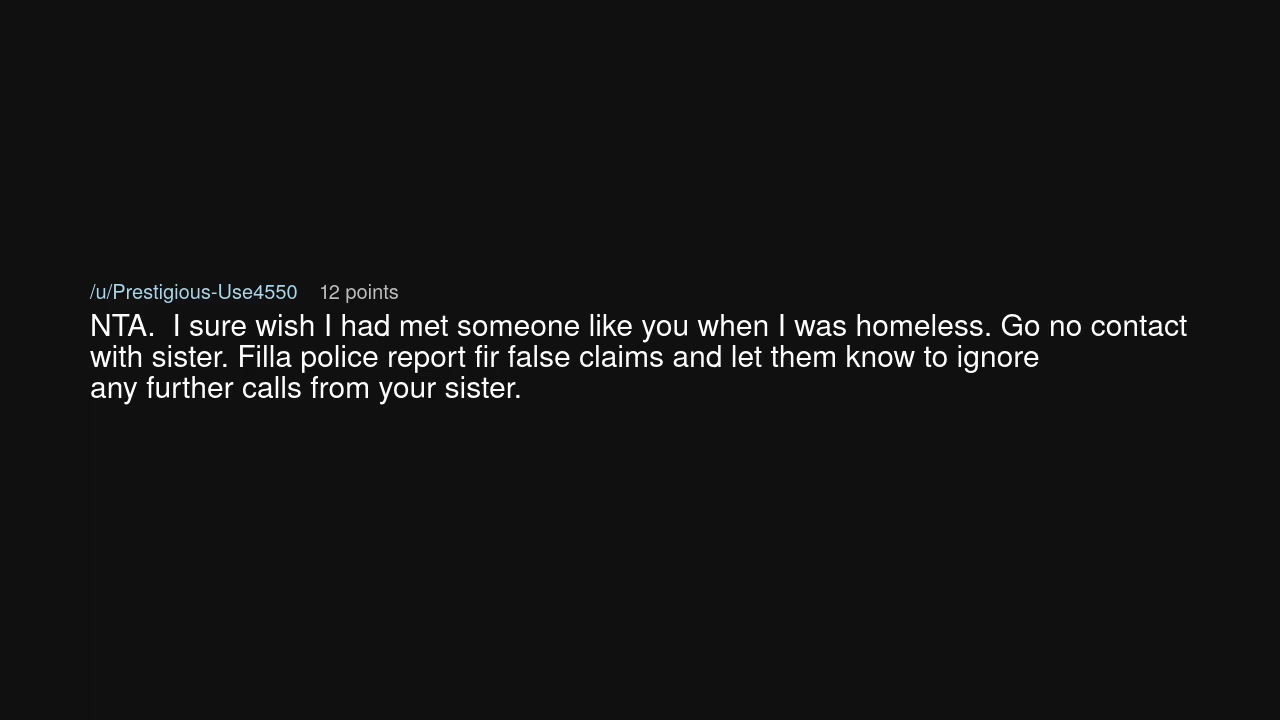 /u/Prestigious-Use4550 12 points
NTA.  I sure wish I had met someone like you when I was homeless. Go no contact
with sister. Filla police report fir false claims and let them know to ignore
any further calls from your sister.